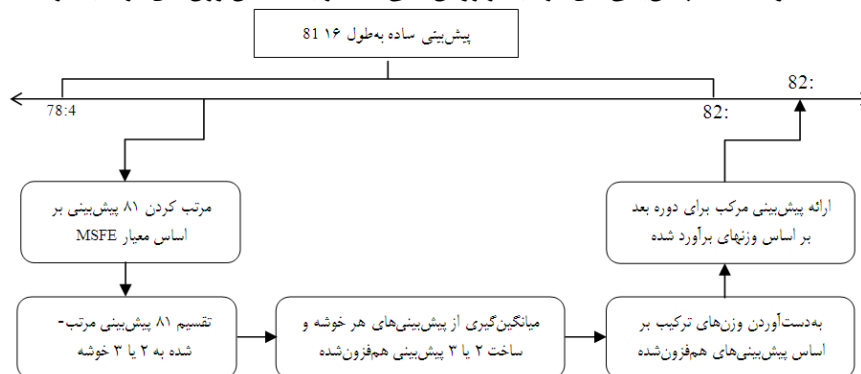 81 پیش‌بینی ساده به‌طول ۱۶
78:4
82:
82:
مرتب کردن ۸۱ پیش‌بینی بر
اساس معیار MSFE
ارائه پیش‌بینی مرکب برای دوره بعد
بر اساس وزنهای برآورد شده
تقسیم ۸۱ پیش‌بینی مرتب-
شده به ۲ یا ۳ خوشه
میانگین‌گیری از پیش‌بینی‌های هر خوشه و
ساخت ۲ یا ۳ پیش‌بینی هم‌فزون‌شده
به‌دست‌آوردن وزن‌های ترکیب بر
اساس پیش‌بینی‌های هم‌فزون‌شده